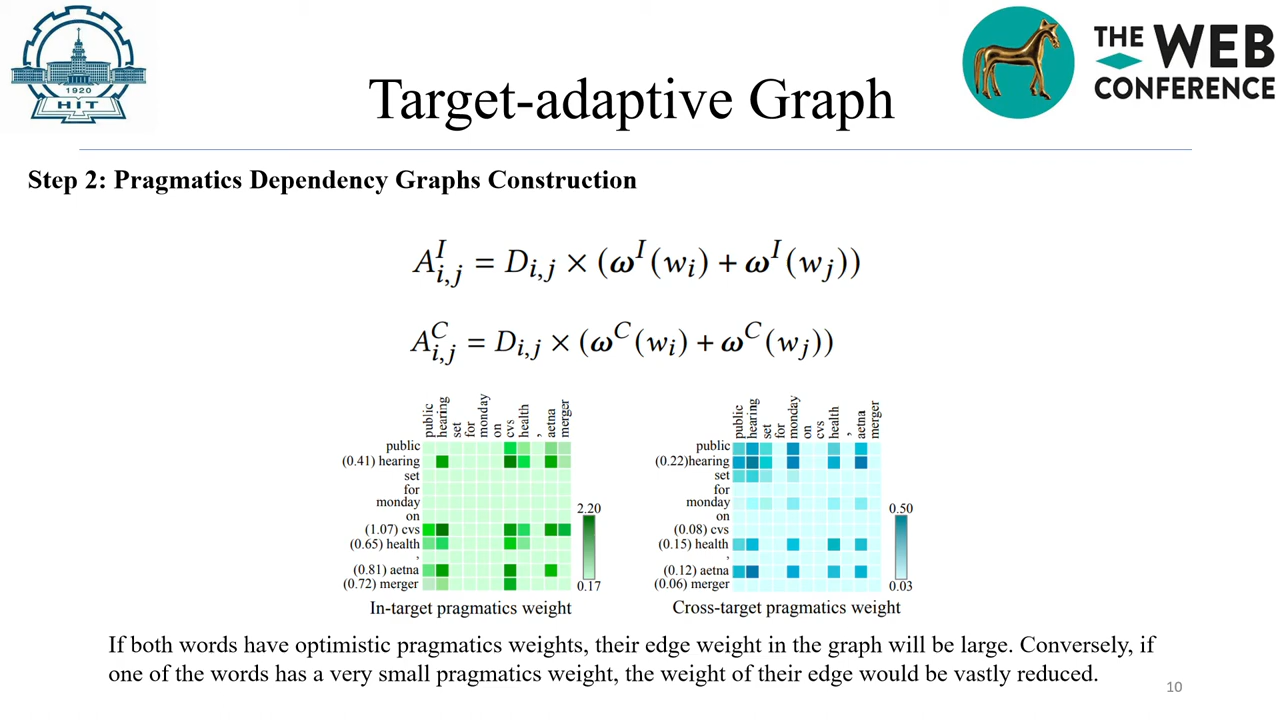 1920
HIT
THE WEB
CONFERENCE
Target-adaptive Graph
Step 2: Pragmatics Dependency Graphs Construction
A^I_{i,j} = D_{i,j} × (ω^I(w_i) + ω^I(w_j))
A^C_{i,j} = D_{i,j} × (ω^C(w_i) + ω^C(w_j))
public hearing set for monday on cvs health , aetna merger
public
(0.41) hearing
set
for
monday
on
(1.07) cvs
(0.65) health
,
(0.81) aetna
(0.72) merger
2.20
0.17
In-target pragmatics weight
public hearing set for monday on cvs health , aetna merger
public
(0.22)hearing
set
for
monday
on
(0.08) cvs
(0.15) health
,
(0.12) aetna
(0.06) merger
0.50
0.03
Cross-target pragmatics weight
If both words have optimistic pragmatics weights, their edge weight in the graph will be large. Conversely, if
one of the words has a very small pragmatics weight, the weight of their edge would be vastly reduced.
10